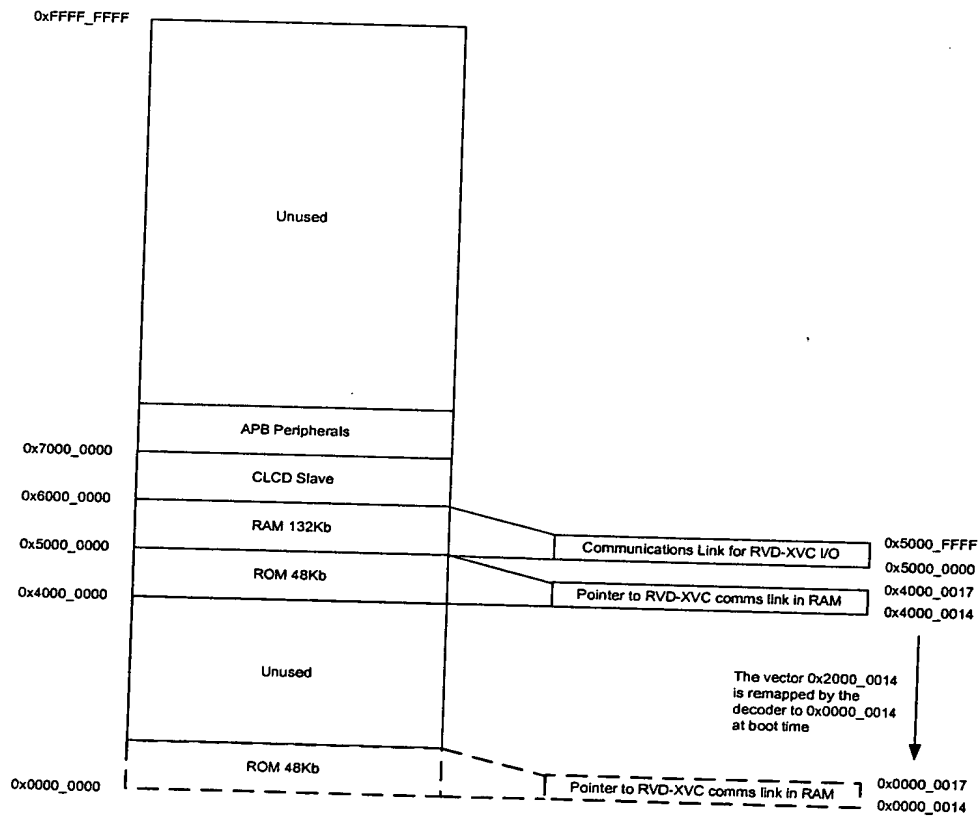 0xFFFF_FFFF
Unused
APB Peripherals
0x7000_0000
CLCD Slave
0x6000_0000
RAM 132Kb
0x5000_0000
Communications Link for RVD-XVC I/O
0x5000_FFFF
0x5000_0000
ROM 48Kb
0x4000_0000
Pointer to RVD-XVC comms link in RAM
0x4000_0017
0x4000_0014
Unused
The vector 0x2000_0014
is remapped by the
decoder to 0x0000_0014
at boot time
ROM 48Kb
0x0000_0000
Pointer to RVD-XVC comms link in RAM
0x0000_0017
0x0000_0014